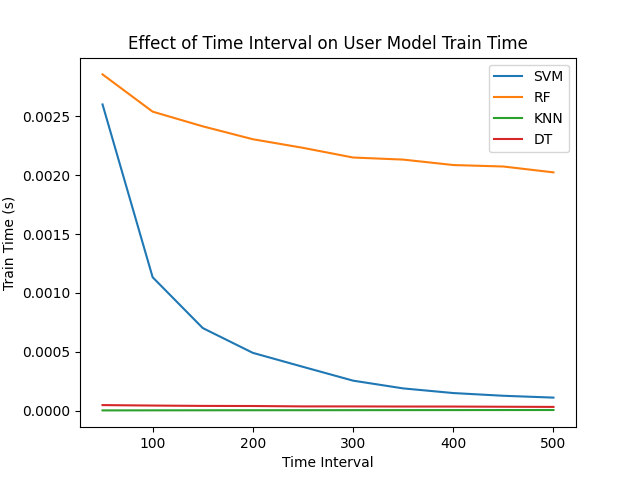 Effect of Time Interval on User Model Train Time
Train Time (s)
0.0025
0.0020
0.0015
0.0010
0.0005
0.0000
SVM
RF
KNN
DT
100 200 300 400 500
Time Interval